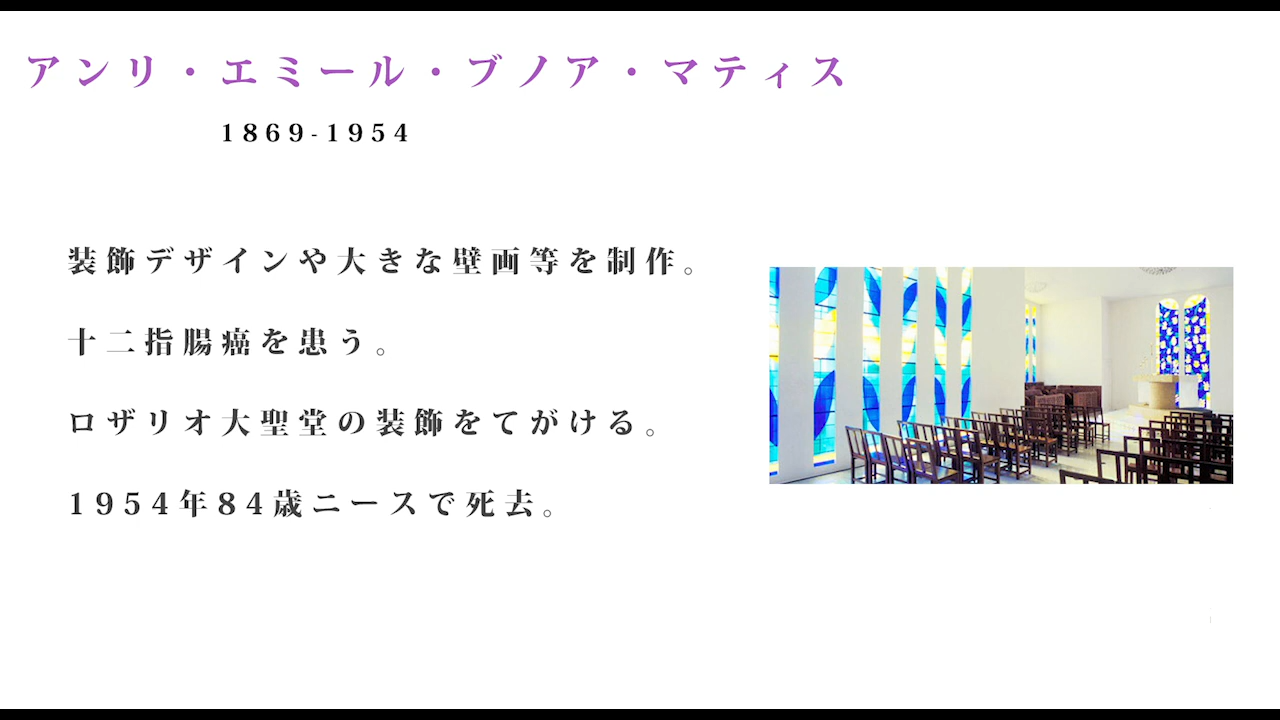 アンリ・エミール・ブノア・マティス
1869-1954
装飾デザインや大きな壁画等を制作。
十二指腸癌を患う。
ロザリオ大聖堂の装飾をてがける。
1954年84歳ニースで死去。